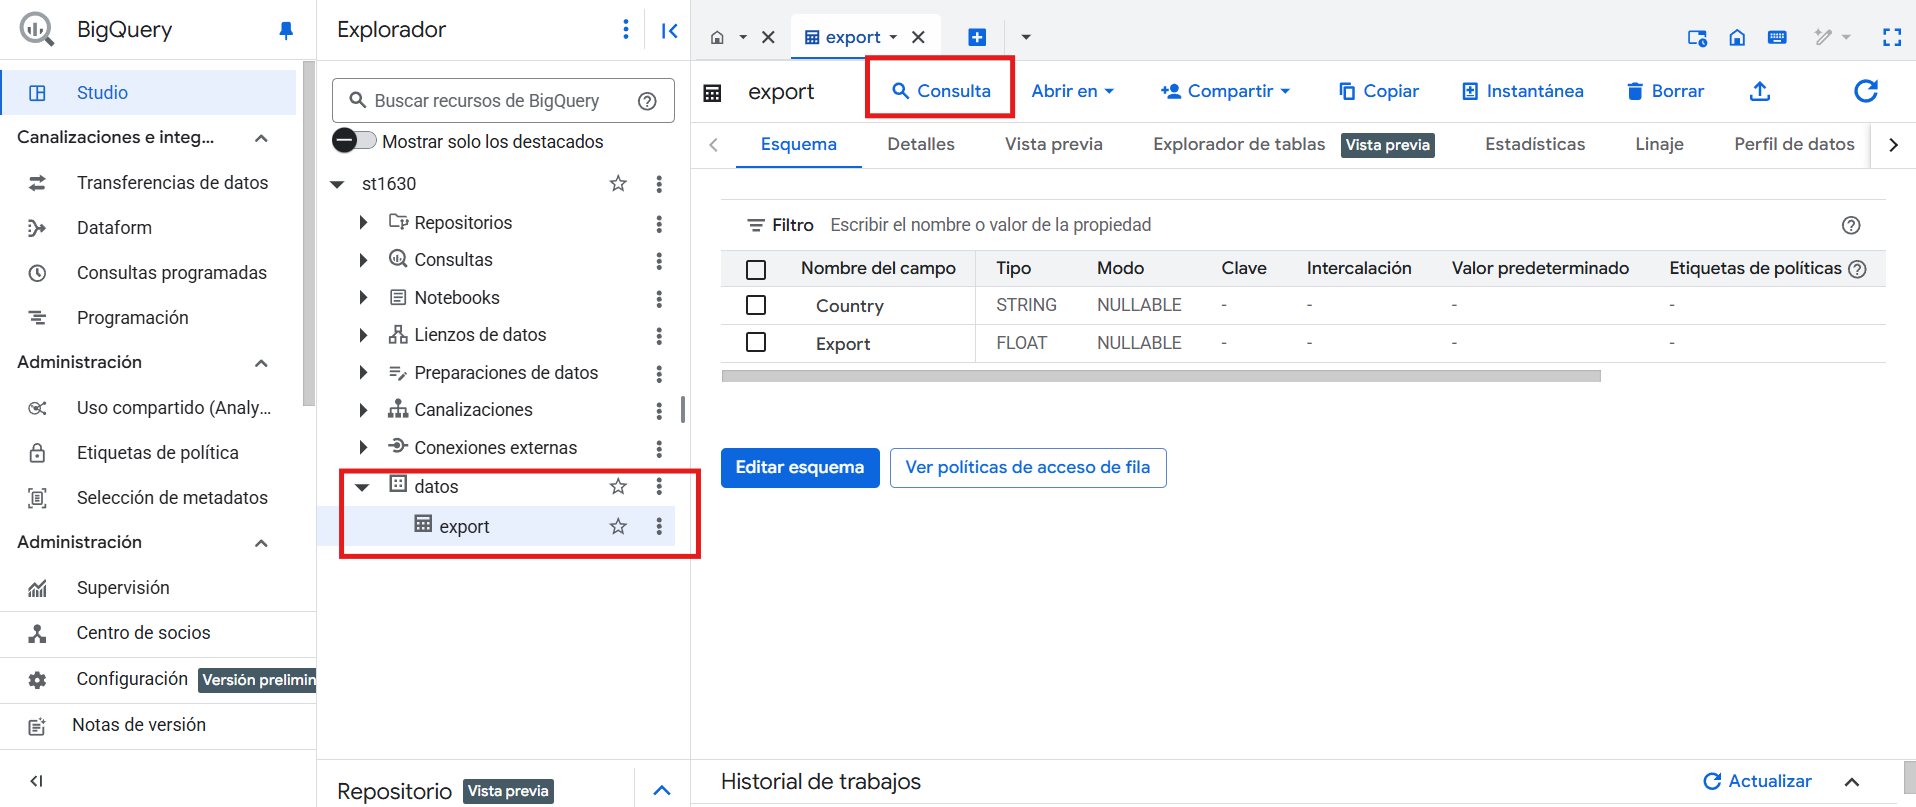 BigQuery
Studio
Canalizaciones e integ...
Transferencias de datos
Dataform
Consultas programadas
Programación
Administración
Uso compartido (Analy...
Etiquetas de política
Selección de metadatos
Administración
Supervisión
Centro de socios
Configuración
Versión prelimin
Notas de versión
Explorador
Buscar recursos de BigQuery
Mostrar solo los destacados
st1630
Repositorios
Consultas
Notebooks
Lienzos de datos
Preparaciones de datos
Canalizaciones
Conexiones externas
datos
export
Repositorio Vista previa
export
export
Consulta
Abrir en
Compartir
Copiar
Instantánea
Borrar
Esquema
Detalles
Vista previa
Explorador de tablas Vista previa
Estadísticas
Linaje
Perfil de datos
Filtro Escribir el nombre o valor de la propiedad
Nombre del campo Tipo Modo Clave Intercalación Valor predeterminado Etiquetas de políticas
Country STRING NULLABLE - - - -
Export FLOAT NULLABLE - - - -
Editar esquema
Ver políticas de acceso de fila
Historial de trabajos
Actualizar